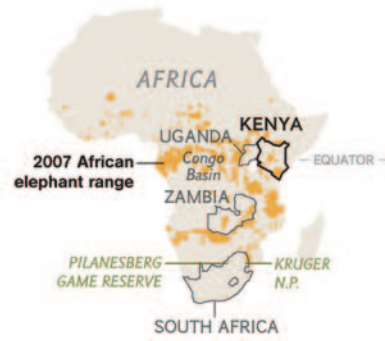 AFRICA
UGANDA
KENYA
2007 African
elephant range
Congo
Basin
EQUATOR
ZAMBIA
PILANESBERG
GAME RESERVE
KRUGER
N.P.
SOUTH AFRICA